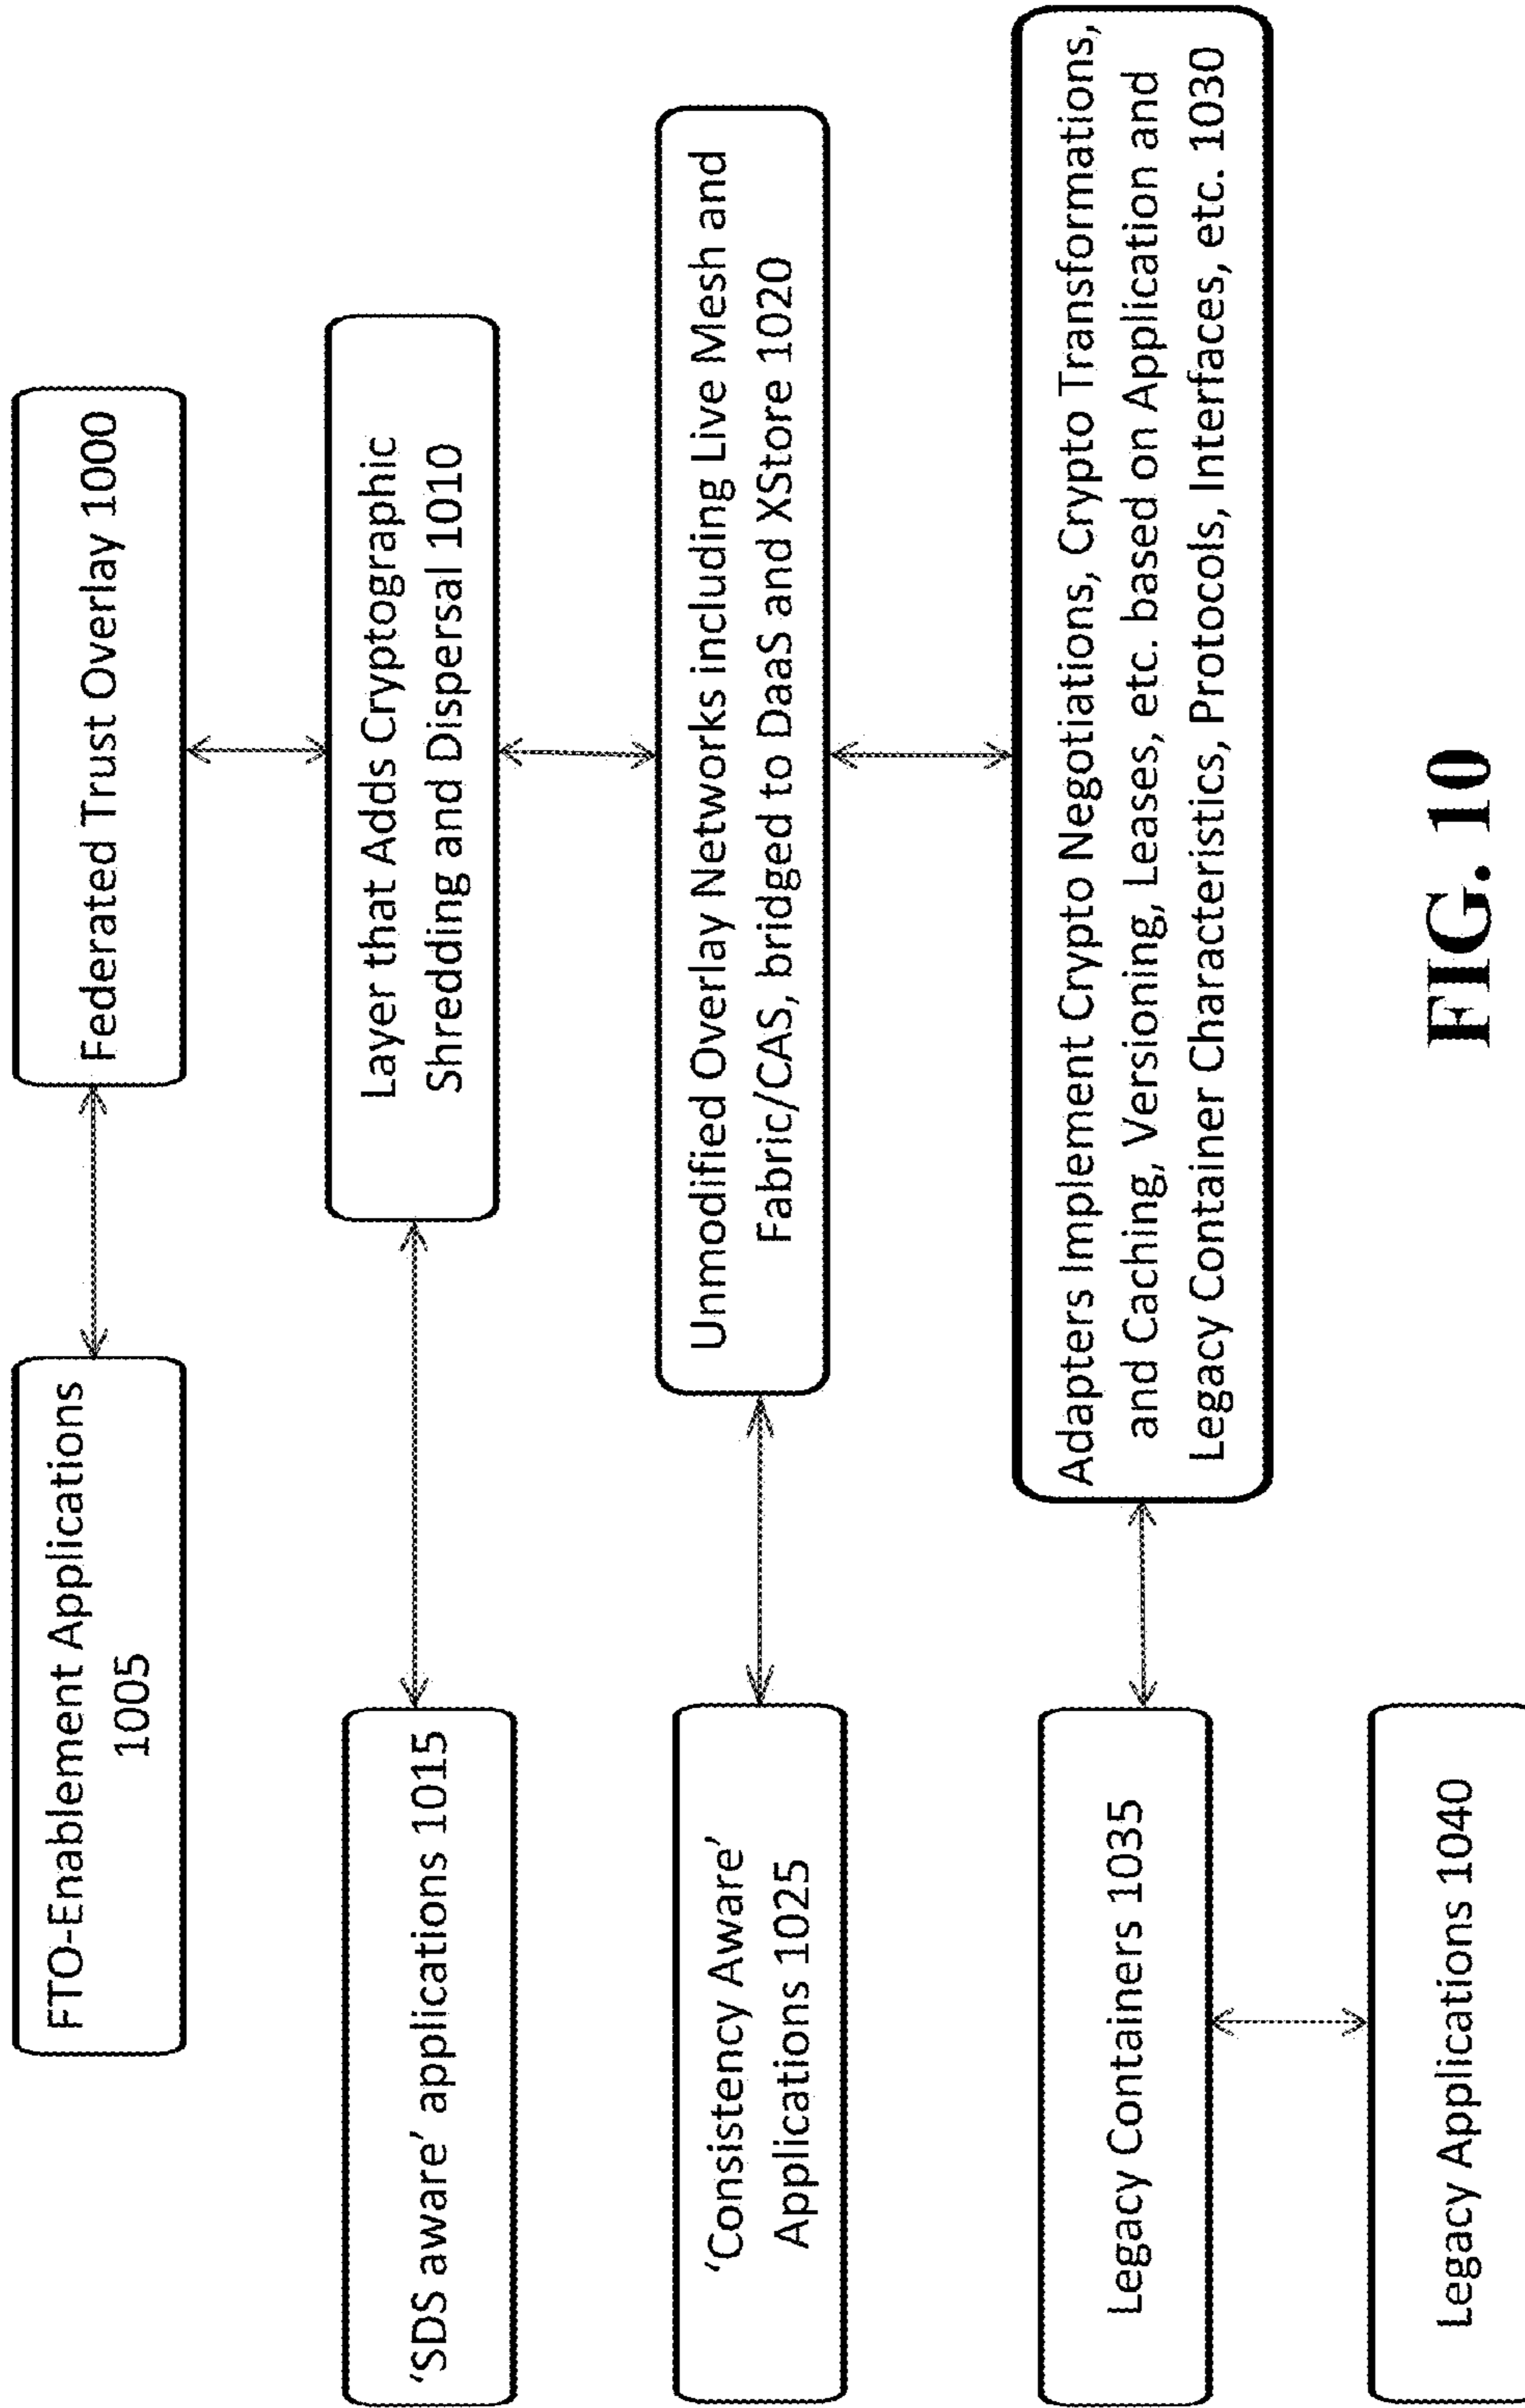 FTO-Enablement Applications
1005
Federated Trust Overlay 1000
‘SDS aware’ applications 1015
Layer that Adds Cryptographic
Shredding and Dispersal 1010
‘Consistency Aware’
Applications 1025
Unmodified Overlay Networks including Live Mesh and
Fabric/CAS, bridged to DaaS and XStore 1020
Legacy Containers 1035
Adapters Implement Crypto Negotiations, Crypto Transformations,
and Caching, Versioning, Leases, etc. based on Application and
Legacy Container Characteristics, Protocols, Interfaces, etc. 1030
Legacy Applications 1040
FIG. 10